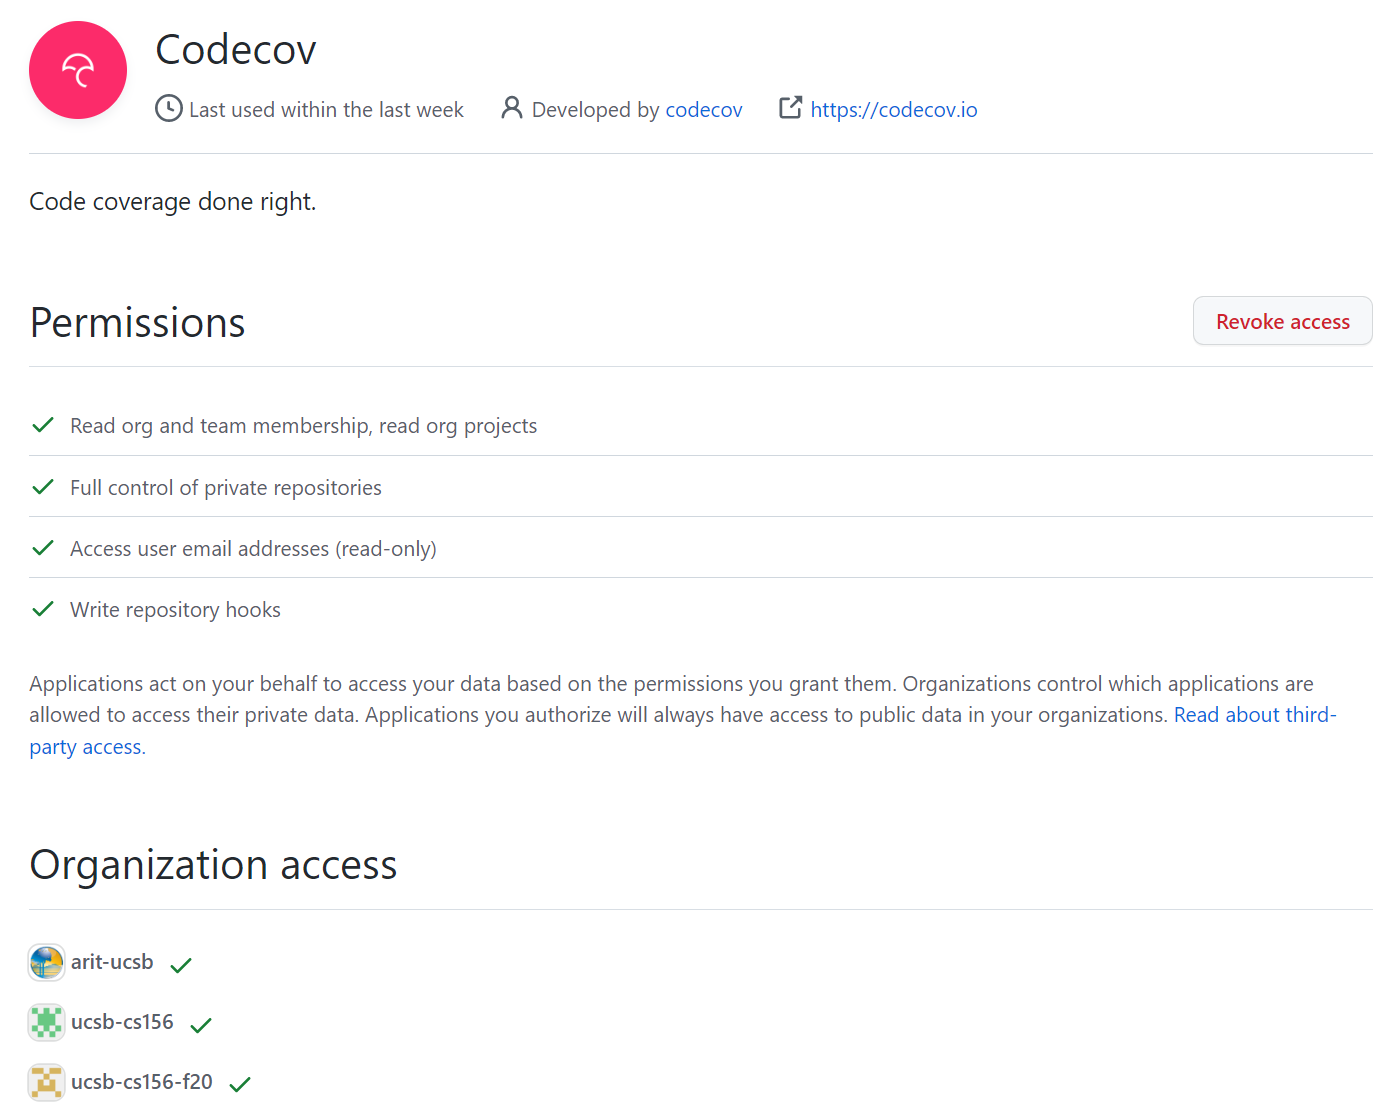 Codecov
Last used within the last week Developed by codecov https://codecov.io
Code coverage done right.
Permissions
Revoke access
Read org and team membership, read org projects
Full control of private repositories
Access user email addresses (read-only)
Write repository hooks
Applications act on your behalf to access your data based on the permissions you grant them. Organizations control which applications are
allowed to access their private data. Applications you authorize will always have access to public data in your organizations. Read about third-
party access.
Organization access
arit-ucsb
ucsb-cs156
ucsb-cs156-f20